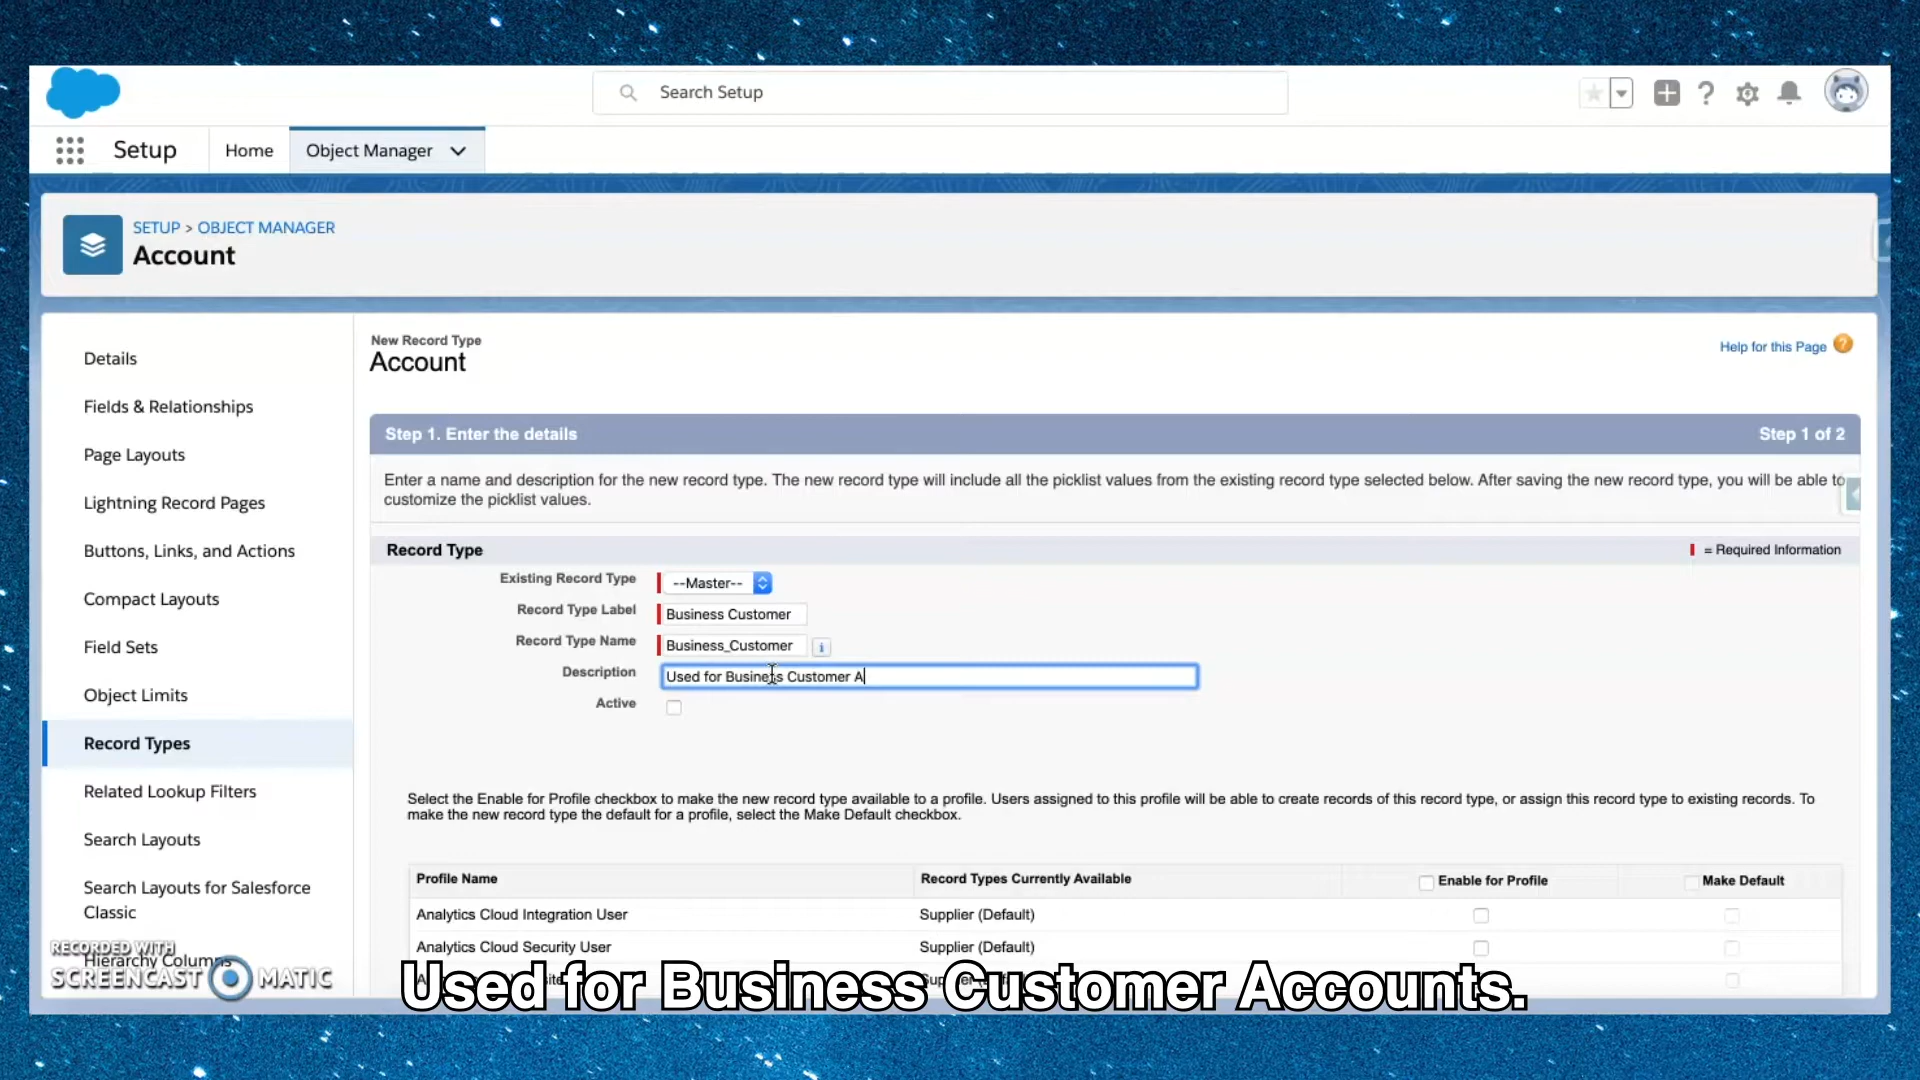 Search Setup
Setup
Home
Object Manager
SETUP > OBJECT MANAGER
Account
Details
Fields & Relationships
Page Layouts
Lightning Record Pages
Buttons, Links, and Actions
Compact Layouts
Field Sets
Object Limits
Record Types
Related Lookup Filters
Search Layouts
Search Layouts for Salesforce
Classic
Hierarchy Columns
New Record Type
Account
Help for this Page
Step 1. Enter the details
Step 1 of 2
Enter a name and description for the new record type. The new record type will include all the picklist values from the existing record type selected below. After saving the new record type, you will be able to
customize the picklist values.
Record Type
= Required Information
Existing Record Type --Master--
Record Type Label Business Customer
Record Type Name Business_Customer
Description Used for Business Customer A
Active
Select the Enable for Profile checkbox to make the new record type available to a profile. Users assigned to this profile will be able to create records of this record type, or assign this record type to existing records. To
make the new record type the default for a profile, select the Make Default checkbox.
Profile Name Record Types Currently Available Enable for Profile Make Default
Analytics Cloud Integration User Supplier (Default)
Analytics Cloud Security User Supplier (Default)
RECORDED WITH
SCREENCAST MATIC
Used for Business Customer Accounts.